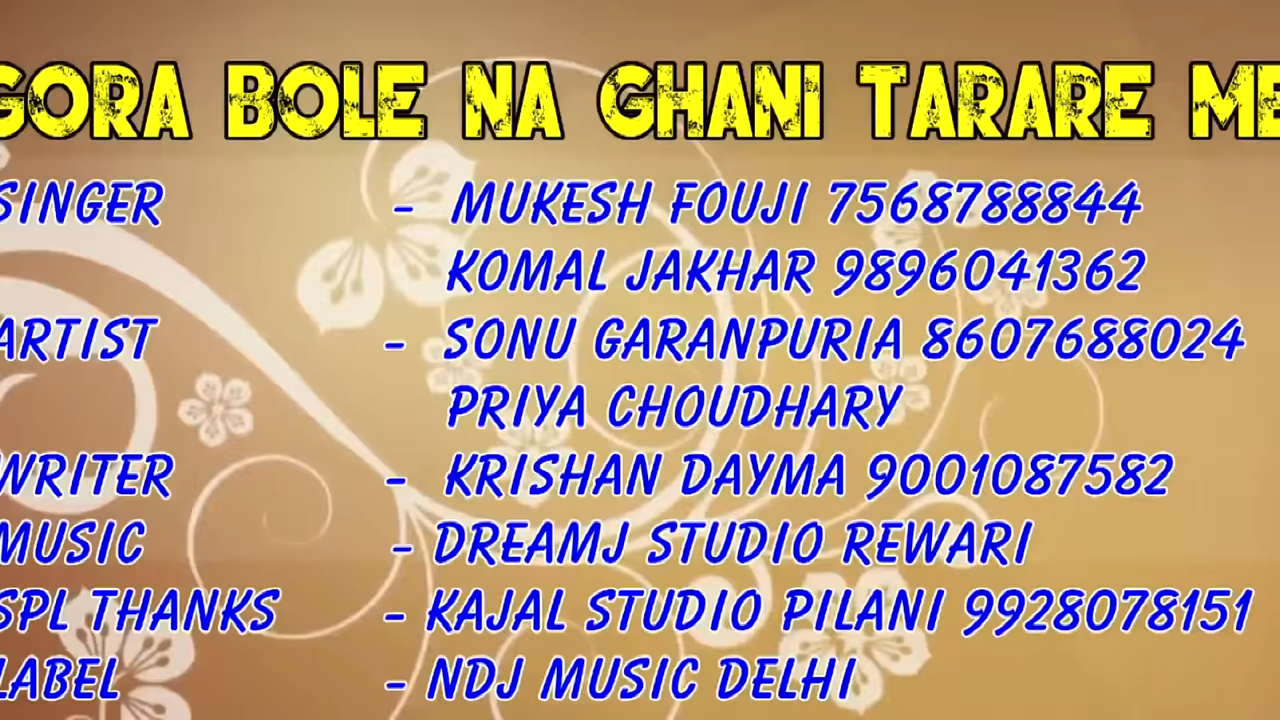 GORA BOLE NA GHANI TARARE ME
SINGER - MUKESH FOUJI 7568788844
KOMAL JAKHAR 9896041362
ARTIST - SONU GARANPURIA 8607688024
PRIYA CHOUDHARY
WRITER - KRISHAN DAYMA 9001087582
MUSIC - DREAMJ STUDIO REWARI
SPL THANKS - KAJAL STUDIO PILANI 9928078151
LABEL - NDJ MUSIC DELHI